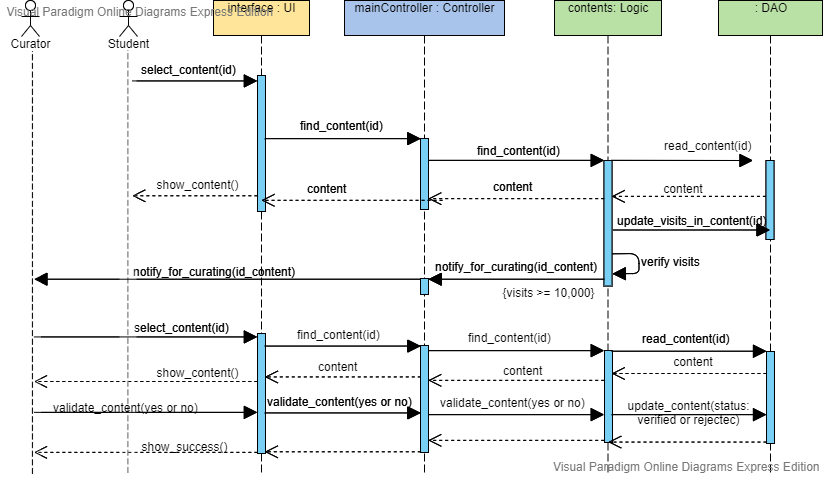 Visual Paradigm Online Diagrams Express Edition
interface : UI
mainController : Controller
contents: Logic
: DAO
Curator
Student
select_content(id)
find_content(id)
find_content(id)
read_content(id)
show_content()
content
content
content
update_visits_in_content(id)
verify visits
notify_for_curating(id_content)
notify_for_curating(id_content)
{visits >= 10,000}
select_content(id)
find_content(id)
find_content(id)
read_content(id)
show_content()
content
content
content
validate_content(yes or no)
validate_content(yes or no)
validate_content(yes or no)
update_content(status:
verified or rejectec)
show_success()
Visual Paradigm Online Diagrams Express Edition